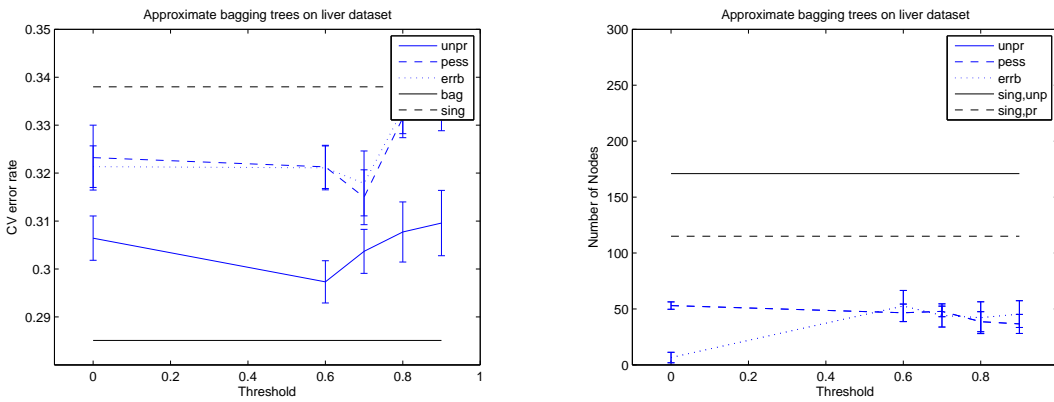 Approximate bagging trees on liver dataset
0.35
0.34
0.33
0.32
0.31
0.3
0.29
CV error rate
unpr
pess
errb
bag
sing
0
0.2
0.4
0.6
0.8
1
Threshold
Approximate bagging trees on liver dataset
300
250
200
150
100
50
0
Number of Nodes
unpr
pess
errb
sing,unp
sing,pr
0
0.2
0.4
0.6
0.8
Threshold